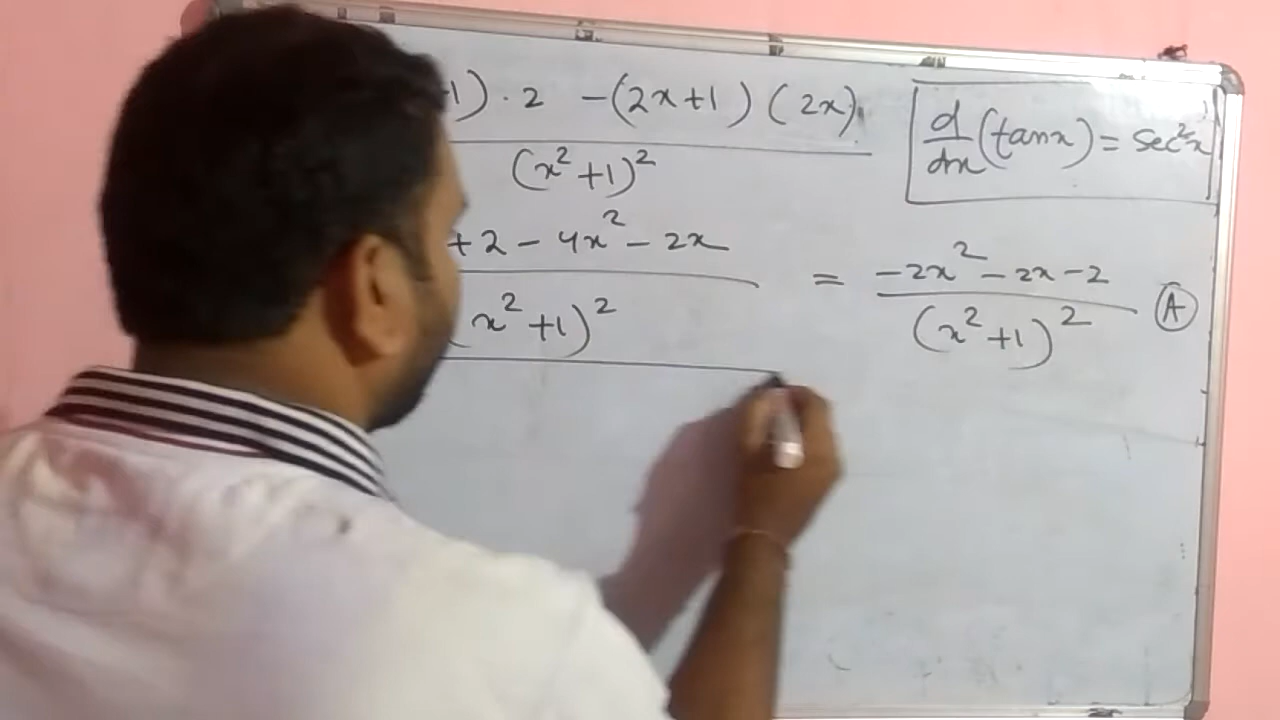 1) · 2 - (2x+1) (2x)
(x² + 1)²
d/dx (tanx) = sec²x
+ 2 - 4x² - 2x
(x² + 1)²
= -2x² - 2x - 2
(x² + 1)²
A